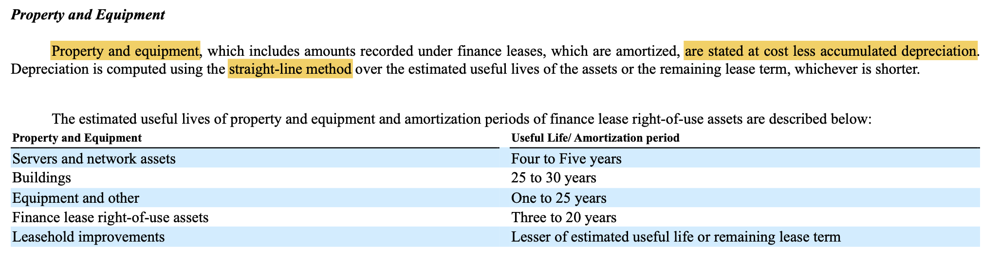 Property and Equipment
Property and equipment, which includes amounts recorded under finance leases, which are amortized, are stated at cost less accumulated depreciation.
Depreciation is computed using the straight-line method over the estimated useful lives of the assets or the remaining lease term, whichever is shorter.
The estimated useful lives of property and equipment and amortization periods of finance lease right-of-use assets are described below:
Property and Equipment Useful Life/ Amortization period
Servers and network assets Four to Five years
Buildings 25 to 30 years
Equipment and other One to 25 years
Finance lease right-of-use assets Three to 20 years
Leasehold improvements Lesser of estimated useful life or remaining lease term